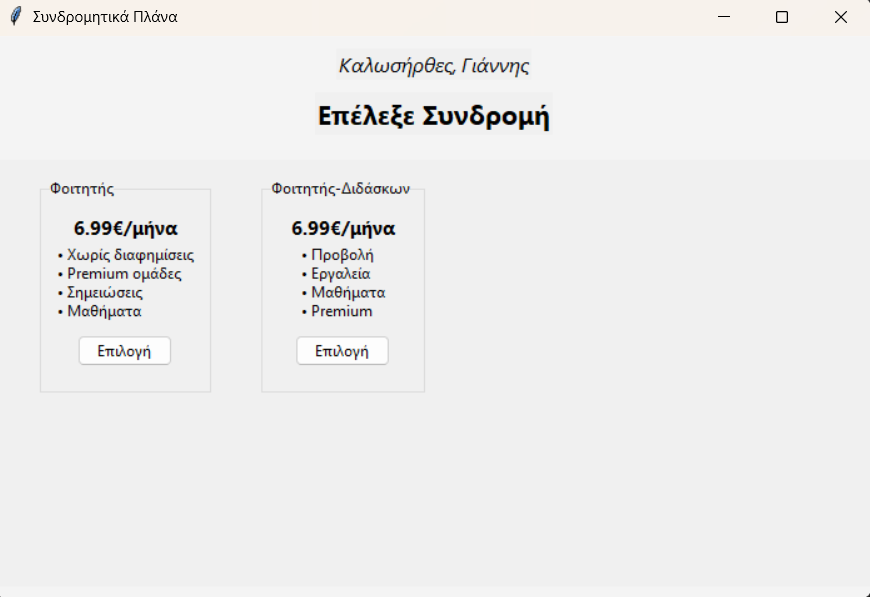 Συνδρομητικά Πλάνα
Καλωσήρθες, Γιάννης
Επέλεξε Συνδρομή
Φοιτητής
6.99€/μήνα
• Χωρίς διαφημίσεις
• Premium ομάδες
• Σημειώσεις
• Μαθήματα
Επιλογή
Φοιτητής-Διδάσκων
6.99€/μήνα
• Προβολή
• Εργαλεία
• Μαθήματα
• Premium
Επιλογή